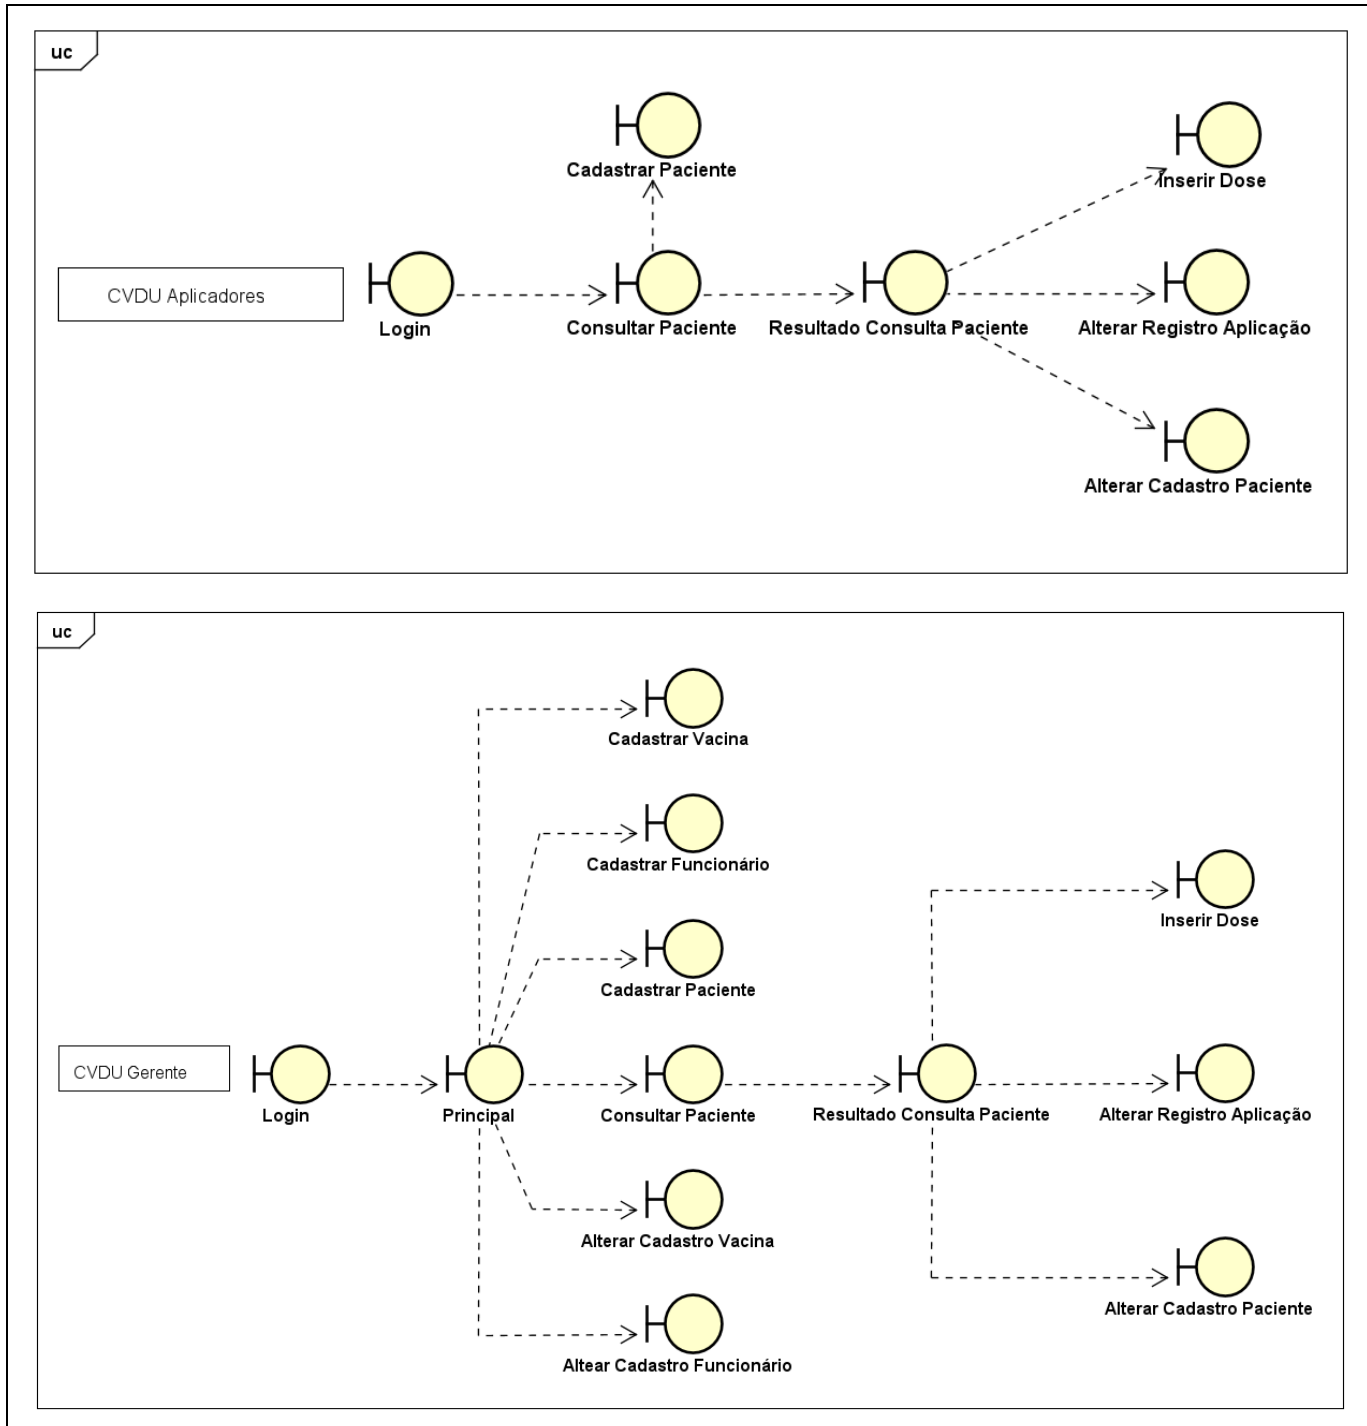 uc
Cadastrar Paciente
Inserir Dose
CVDU Aplicadores
Login
Consultar Paciente
Resultado Consulta Paciente
Alterar Registro Aplicação
Alterar Cadastro Paciente
uc
Cadastrar Vacina
Cadastrar Funcionário
Inserir Dose
Cadastrar Paciente
CVDU Gerente
Login
Principal
Consultar Paciente
Resultado Consulta Paciente
Alterar Registro Aplicação
Alterar Cadastro Vacina
Alterar Cadastro Paciente
Altear Cadastro Funcionário